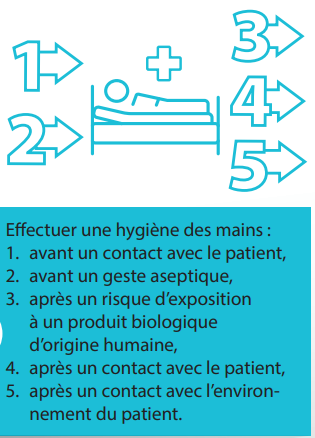 1
2
3
4
5
Effectuer une hygiène des mains :
1. avant un contact avec le patient,
2. avant un geste aseptique,
3. après un risque d'exposition
à un produit biologique
d'origine humaine,
4. après un contact avec le patient,
5. après un contact avec l'environ-
nement du patient.